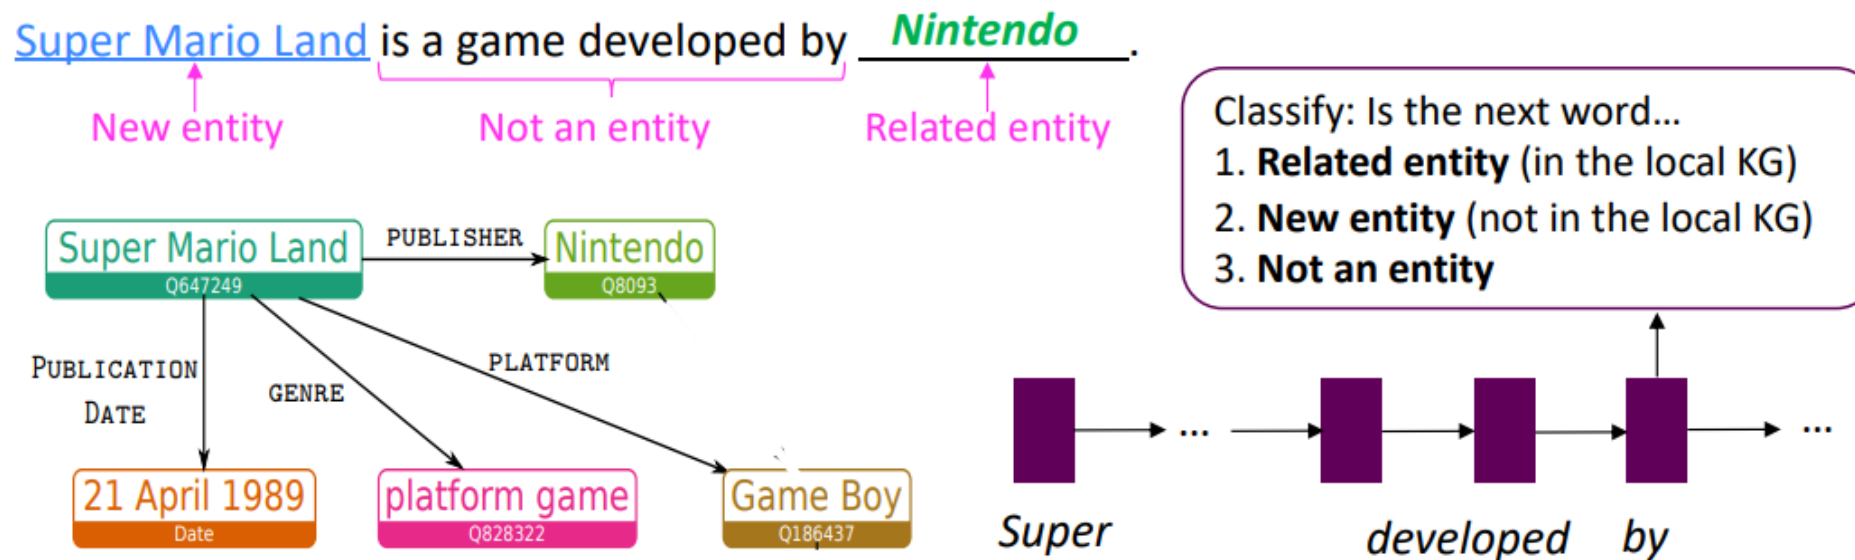 Super Mario Land is a game developed by Nintendo.
New entity Not an entity Related entity
Classify: Is the next word...
1. Related entity (in the local KG)
2. New entity (not in the local KG)
3. Not an entity
Super Mario Land
Q647249
PUBLISHER
Nintendo
Q8093
PUBLICATION
DATE
GENRE
PLATFORM
21 April 1989
Date
platform game
Q828322
Game Boy
Q186437
... ...
Super developed by